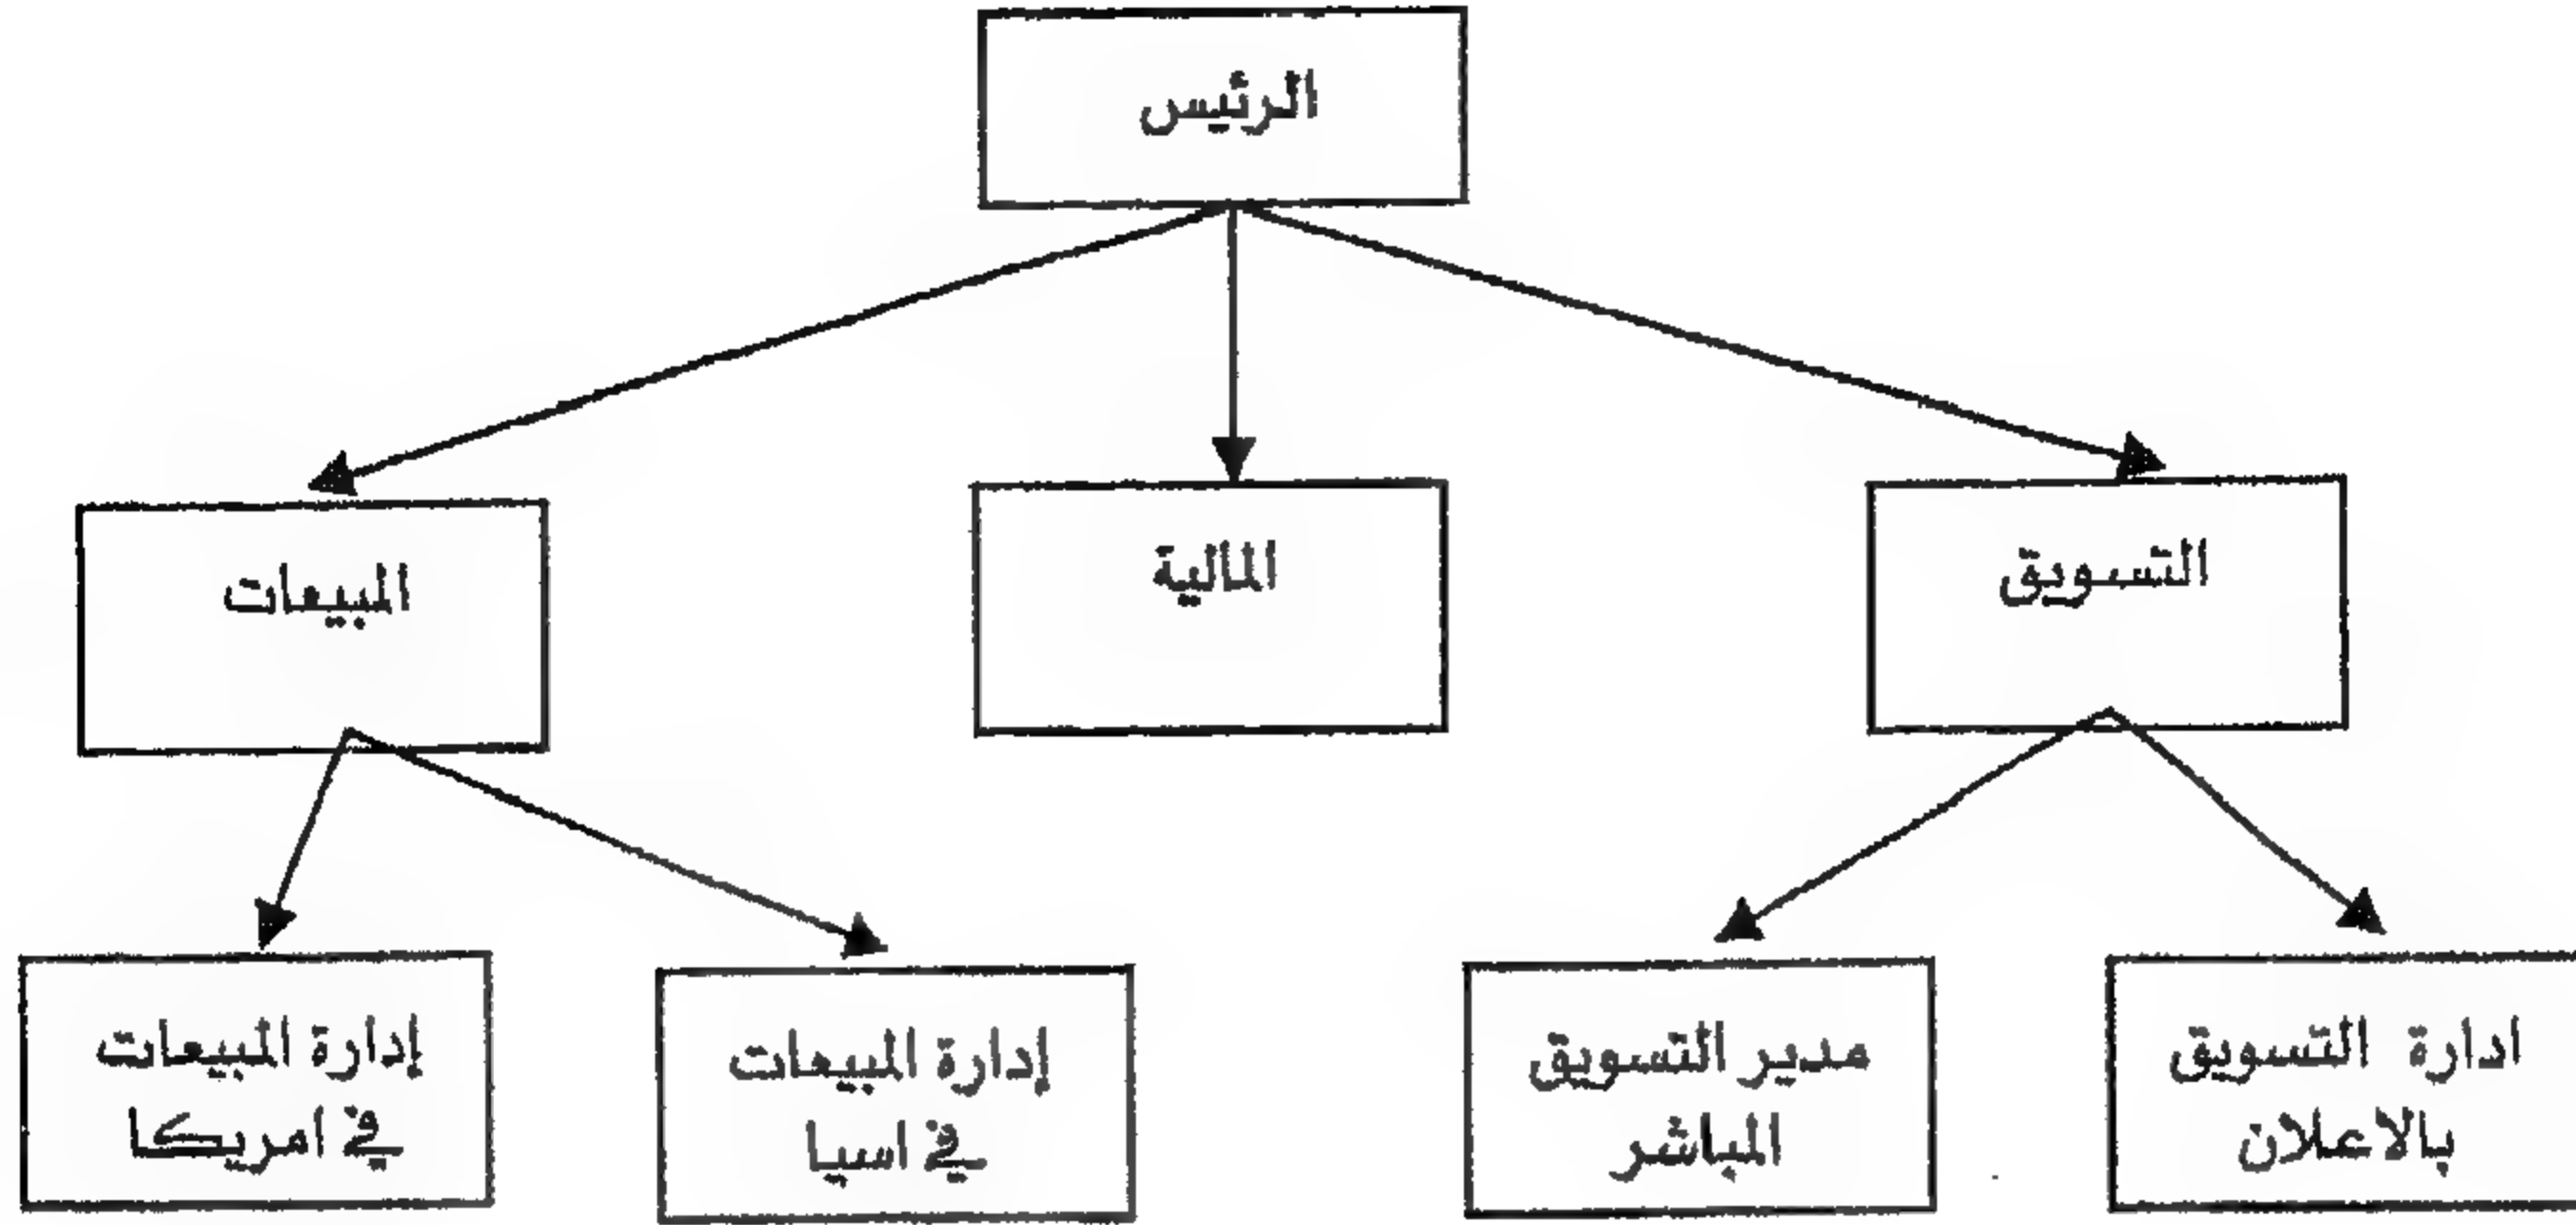 الرئيس
التسويق
المالية
المبيعات
ادارة التسويق
بالاعلان
مدير التسويق
المباشر
إدارة المبيعات
في اسيا
إدارة المبيعات
في امريكا